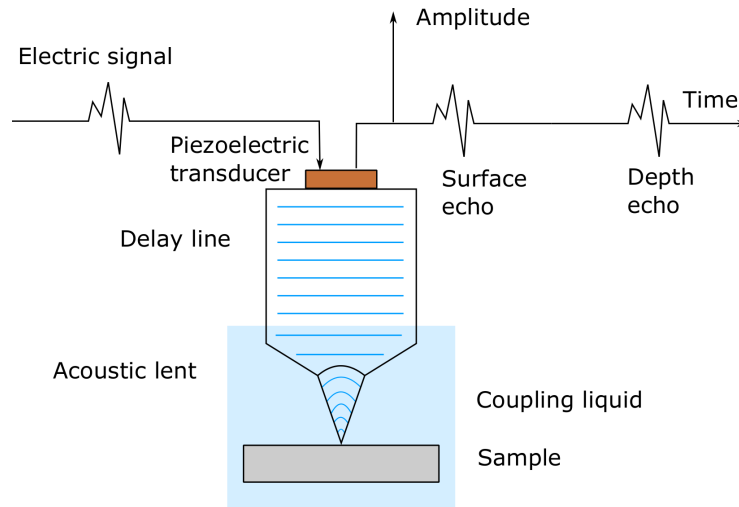 Amplitude
Electric signal
Time
Piezoelectric
transducer
Surface
echo
Depth
echo
Delay line
Acoustic lent
Coupling liquid
Sample